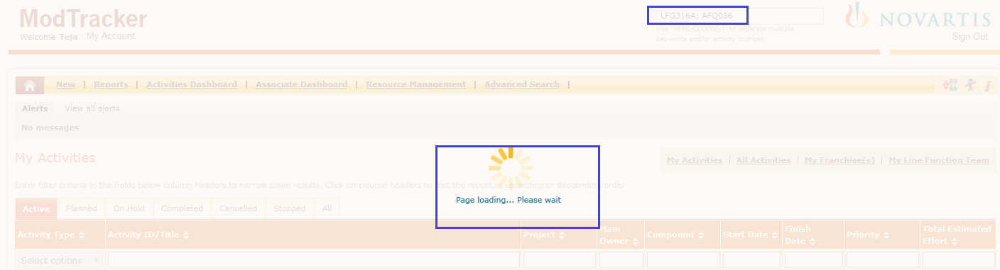 ModTracker
Welcome Teja | My Account
LFG316A; AFQ056
Use "SEMI-COLON(;)" to separate multiple
keywords and/or activity number.
NOVARTIS
Sign Out
New | Reports | Activities Dashboard | Associate Dashboard | Resource Management | Advanced Search |
Alerts View all alerts
No messages
My Activities
My Activities | All Activities | My Franchise(s) | My Line Function Team
Enter filter criteria in the fields below column headers to narrow down results. Click on column headers to sort the report in ascending or descending order.
Page loading... Please wait
Active Planned On Hold Completed Cancelled Stopped All
Activity Type Activity ID/Title Project Main Owner Compound Start Date Finish Date Priority Total Estimated Effort
Select options